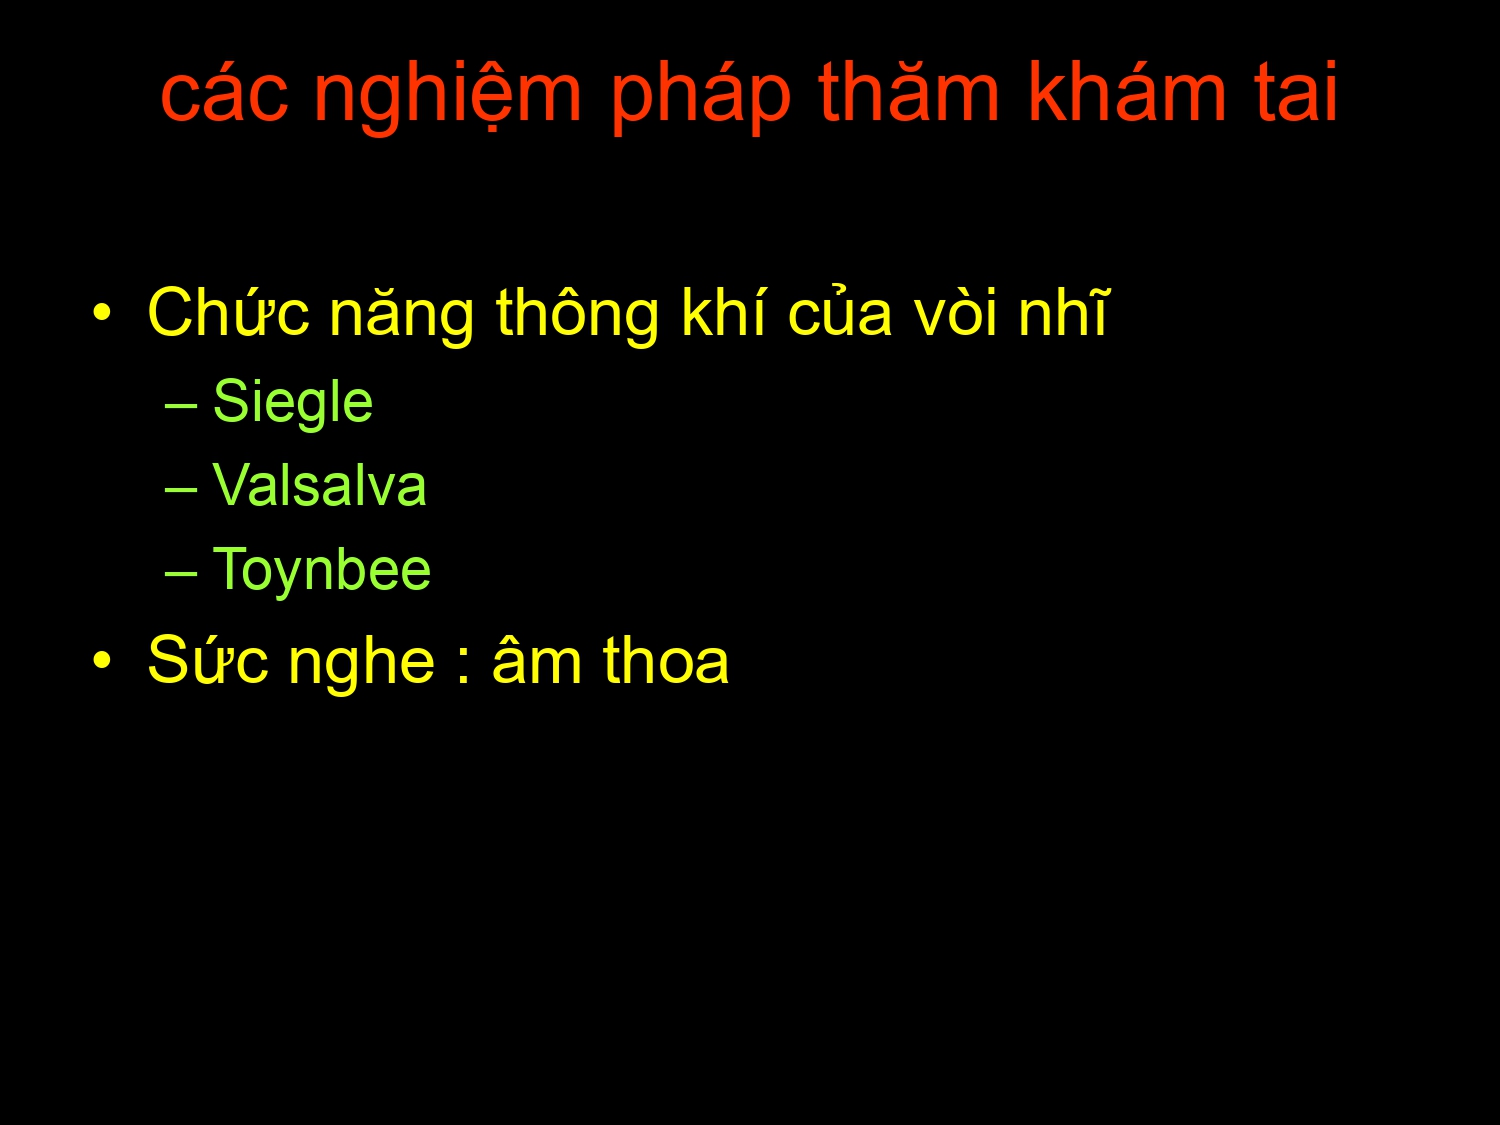 các nghiệm pháp thăm khám tai
• Chức năng thông khí của vòi nhĩ
– Siegle
– Valsalva
– Toynbee
• Sức nghe : âm thoa